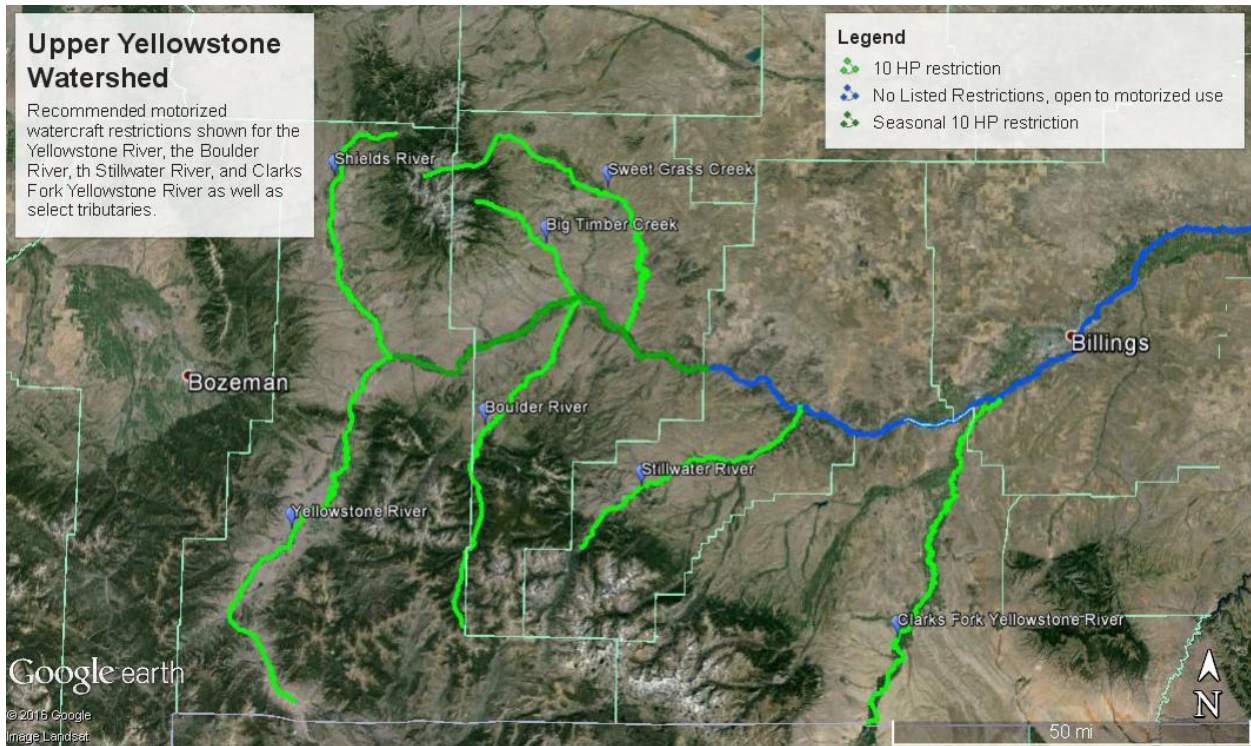 Upper Yellowstone
Watershed
Recommended motorized
watercraft restrictions shown for the
Yellowstone River, the Boulder
River, th Stillwater River, and Clarks
Fork Yellowstone River as well as
select tributaries.
Legend
10 HP restriction
No Listed Restrictions, open to motorized use
Seasonal 10 HP restriction
Shields River
Sweet Grass Creek
Big Timber Creek
Billings
Bozeman
Boulder River
Stillwater River
Yellowstone River
Clarks Fork Yellowstone River
Google earth
© 2016 Google
Image Landsat
N
50 mi